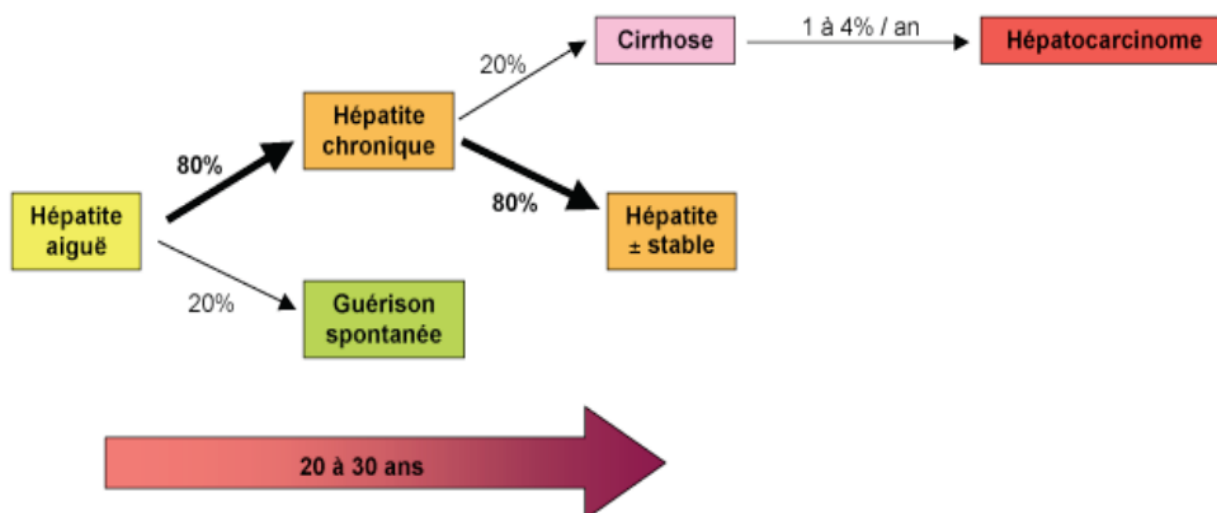 Cirrhose
1 à 4% / an
Hépatocarcinome
20%
Hépatite
chronique
80%
80%
Hépatite
aiguë
Hépatite
± stable
20%
Guérison
spontanée
20 à 30 ans